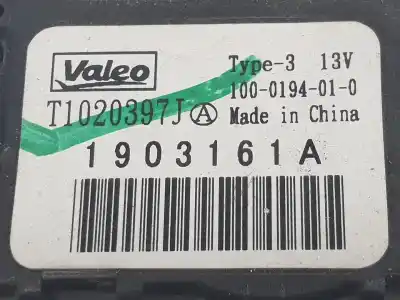 Valeo
Type-3 13V
100-0194-01-0
T1020397J Ⓐ Made in China
1903161A